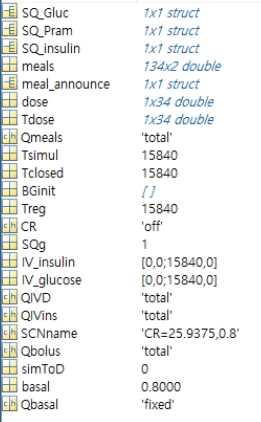 SQ_Gluc 1x1 struct
SQ_Pram 1x1 struct
SQ_insulin 1x1 struct
meals 134x2 double
meal_announce 1x1 struct
dose 1x34 double
Tdose 1x34 double
Qmeals 'total'
Tsimul 15840
Tclosed 15840
BGinit []
Treg 15840
CR 'off'
SQg 1
IV_insulin [0,0;15840,0]
IV_glucose [0,0;15840,0]
QIVD 'total'
QIVins 'total'
SCNname 'CR=25.9375,0.8'
Qbolus 'total'
simToD 0
basal 0.8000
Qbasal 'fixed'